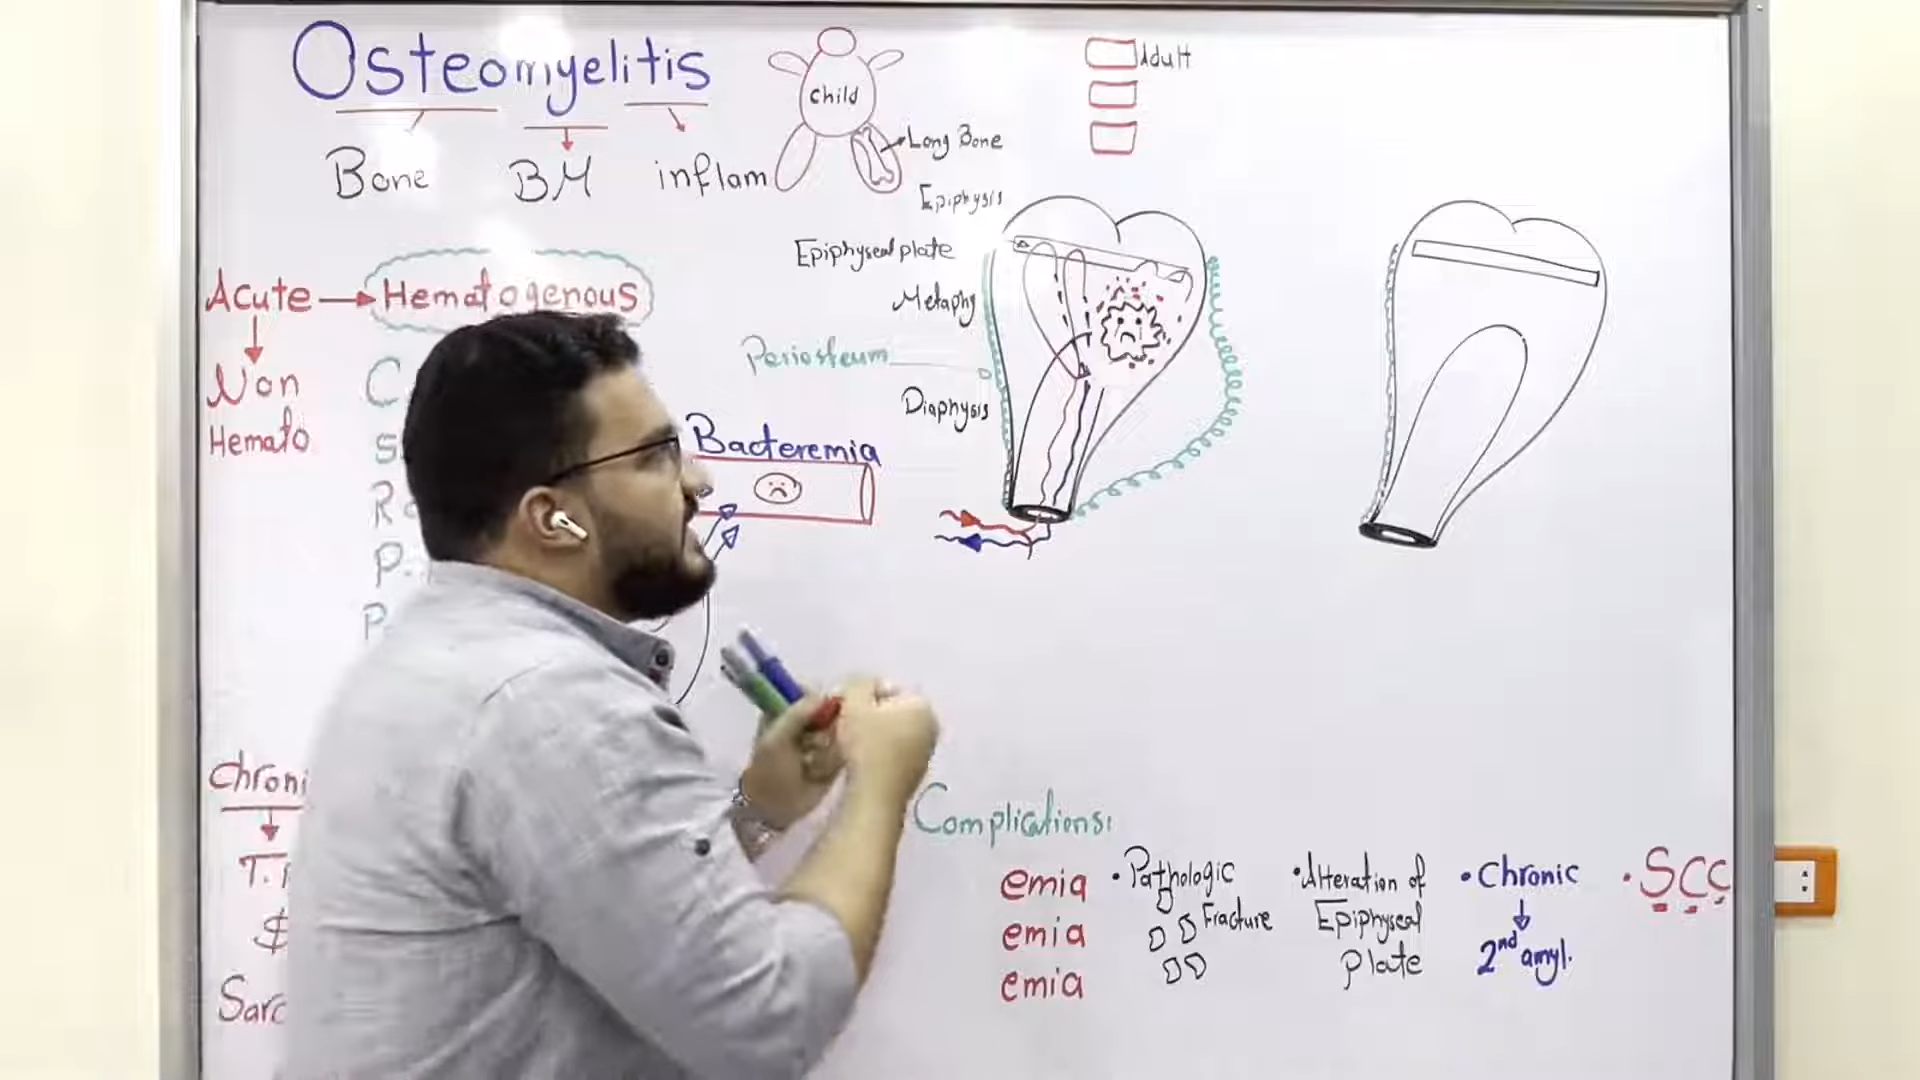 Osteomyelitis
Bone
BM
inflam
child
Long Bone
Adult
Epiphysis
Epiphyseal plate
Metaphy
Periosteum
Diaphysis
Acute
Hematogenous
Non
Hemato
C
S
R
P.
P
Bacteremia
Chroni
T.
$
Sarc
Complications:
emia
emia
emia
• Pathologic
Fracture
• Alteration of
Epiphyseal
plate
• Chronic
2nd amyl.
• SCC